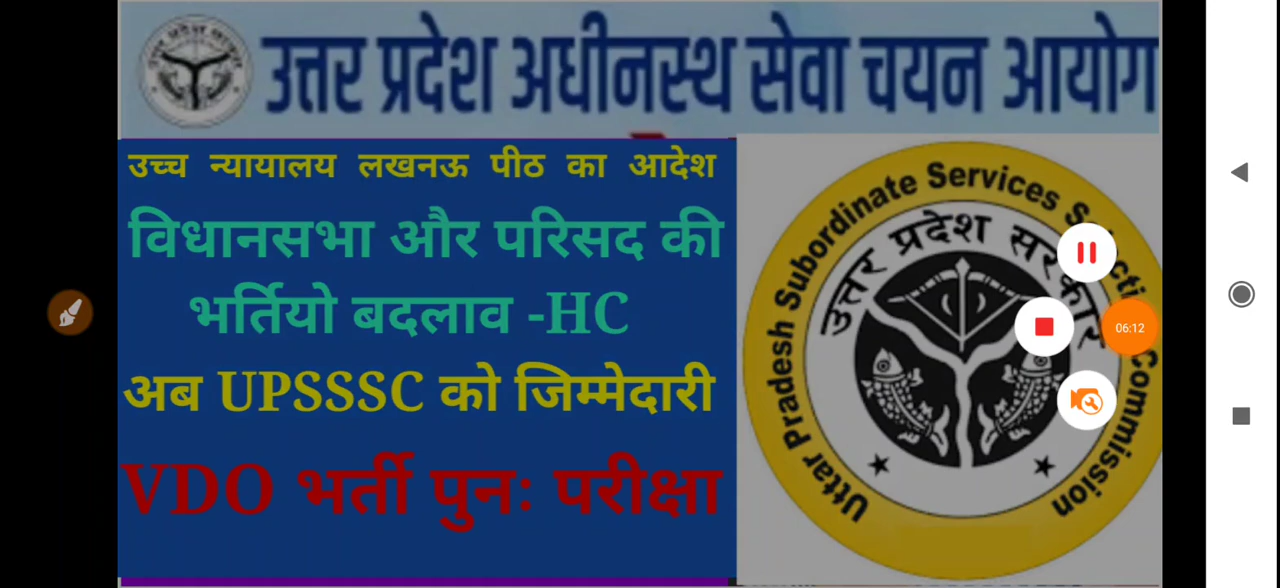 उत्तर प्रदेश अधीनस्थ सेवा चयन आयोग
उच्च न्यायालय लखनऊ पीठ का आदेश
विधानसभा और परिसद की
भर्तियो बदलाव -HC
अब UPSSSC को जिम्मेदारी
VDO भर्ती पुनः परीक्षा
Uttar Pradesh Subordinate Services Commission
उत्तर प्रदेश सरकार
06:12